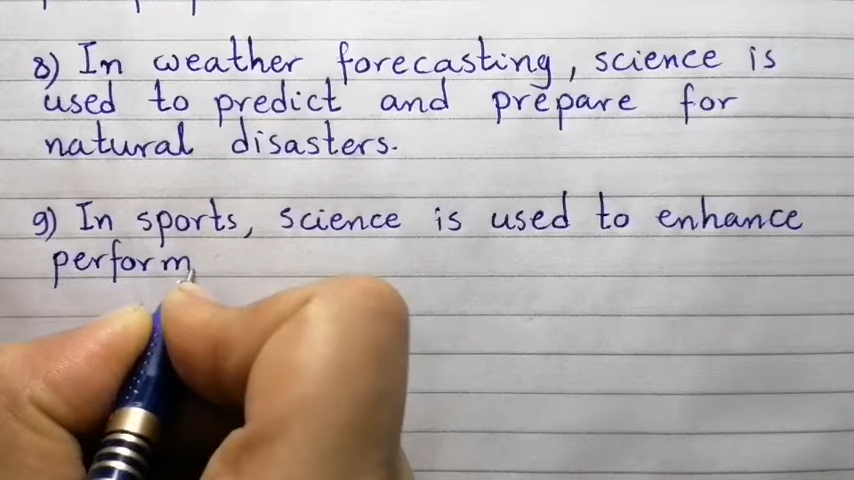 8) In weather forecasting, science is
used to predict and prepare for
natural disasters.
9) In sports, science is used to enhance
perform